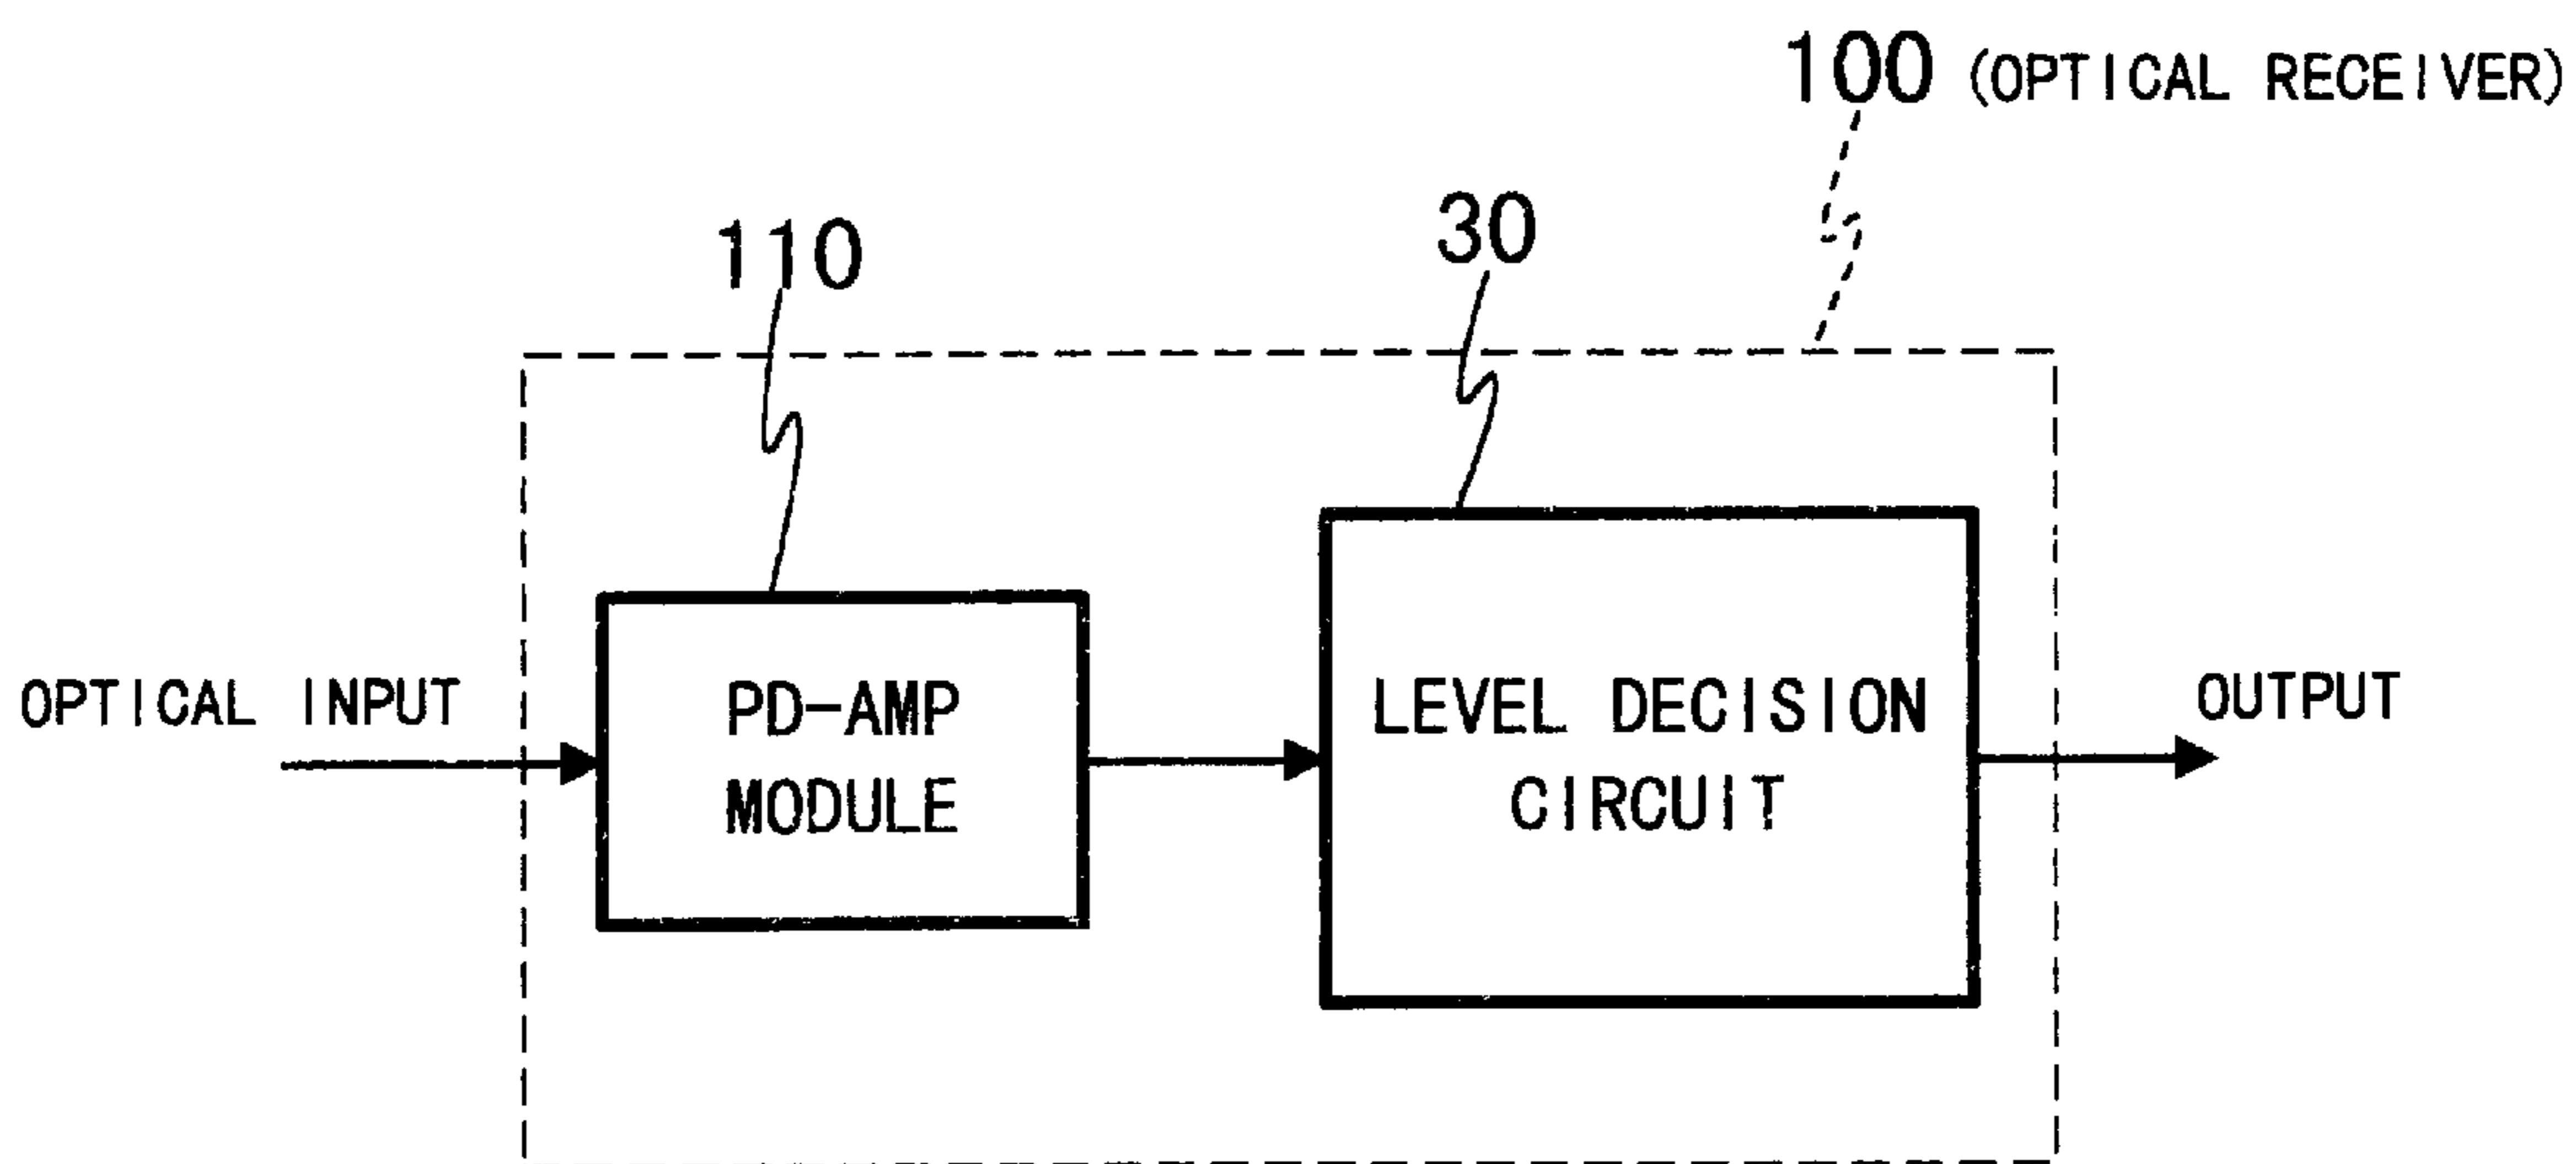 100 (OPTICAL RECEIVER)
110
30
OPTICAL INPUT
PD-AMP
MODULE
LEVEL DECISION
CIRCUIT
OUTPUT